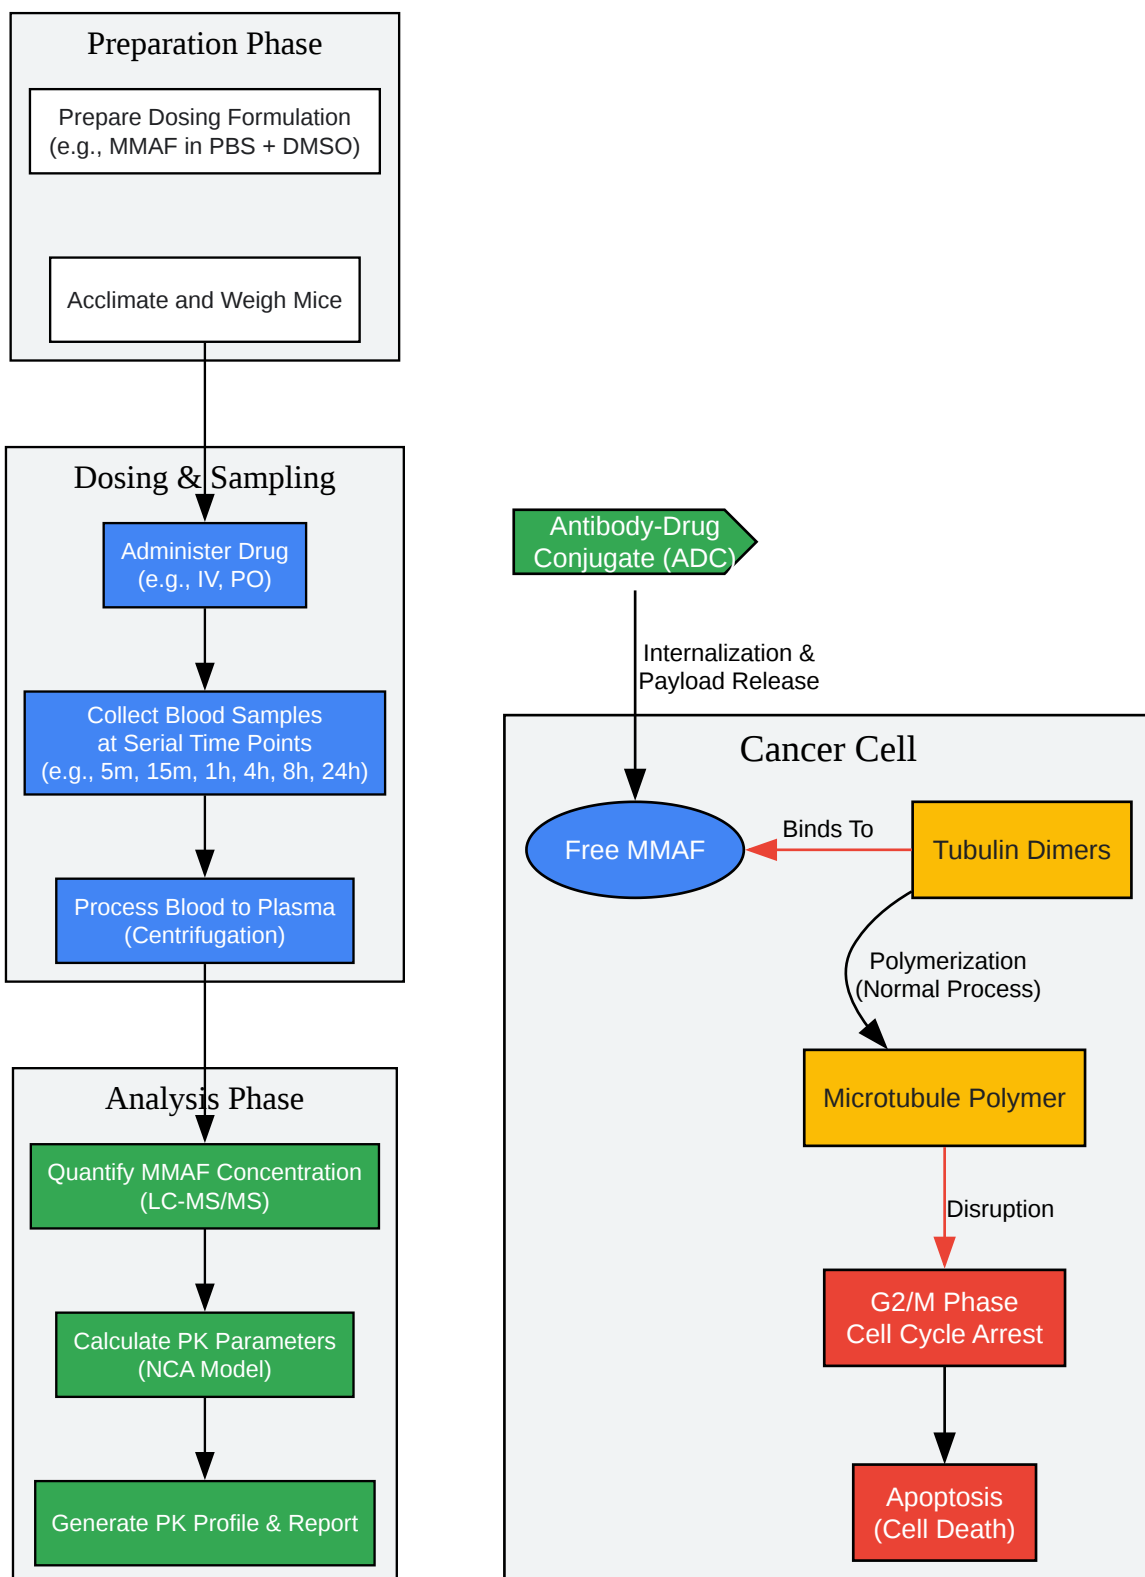 Preparation Phase
Prepare Dosing Formulation
(e.g., MMAF in PBS + DMSO)
Acclimate and Weigh Mice
Dosing & Sampling
Administer Drug
(e.g., IV, PO)
Collect Blood Samples
at Serial Time Points
(e.g., 5m, 15m, 1h, 4h, 8h, 24h)
Process Blood to Plasma
(Centrifugation)
Analysis Phase
Quantify MMAF Concentration
(LC-MS/MS)
Calculate PK Parameters
(NCA Model)
Generate PK Profile & Report
Antibody-Drug
Conjugate (ADC)
Internalization &
Payload Release
Cancer Cell
Free MMAF
Binds To
Tubulin Dimers
Polymerization
(Normal Process)
Microtubule Polymer
Disruption
G2/M Phase
Cell Cycle Arrest
Apoptosis
(Cell Death)